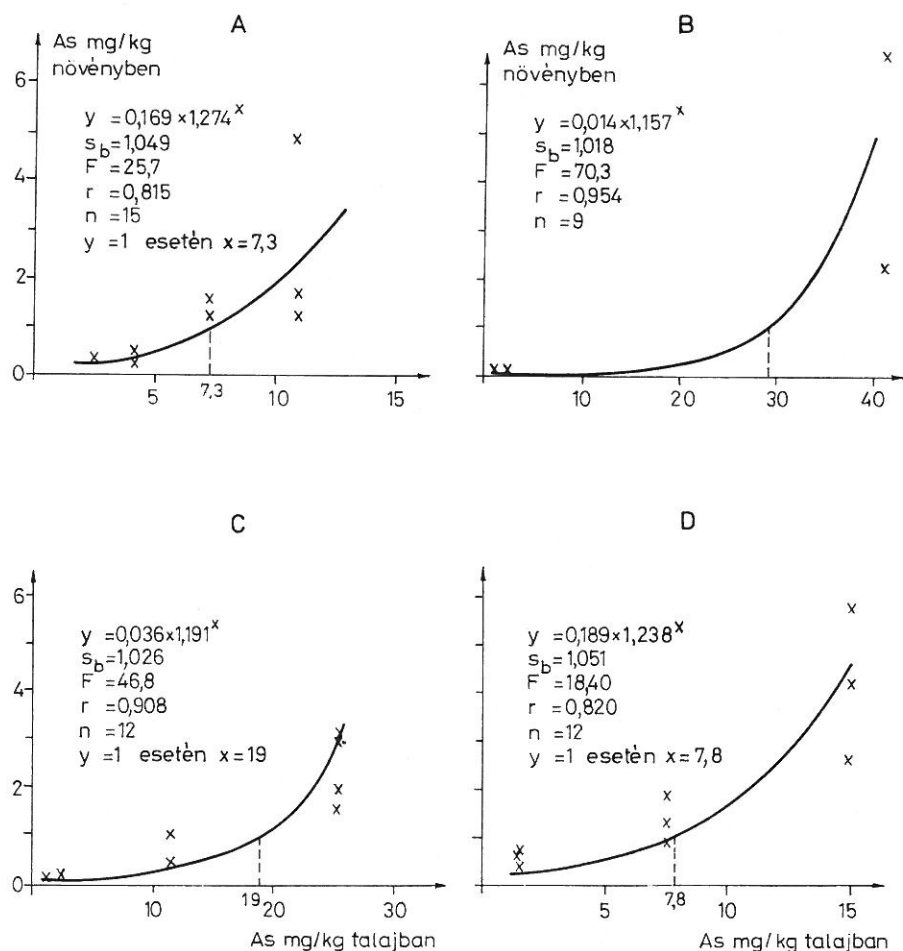 A
As mg/kg
növényben
6
4
2
0
y = 0,169×1,274ˣ
s_b = 1,049
F = 25,7
r = 0,815
n = 15
y = 1 esetén x = 7,3
5
7,3
10
15
B
As mg/kg
növényben
y = 0,014×1,157ˣ
s_b = 1,018
F = 70,3
r = 0,954
n = 9
10
20
30
40
C
6
4
2
0
y = 0,036×1,191ˣ
s_b = 1,026
F = 46,8
r = 0,908
n = 12
y = 1 esetén x = 19
10
19
20
30
As mg/kg talajban
D
y = 0,189×1,238ˣ
s_b = 1,051
F = 18,40
r = 0,820
n = 12
y = 1 esetén x = 7,8
5
7,8
10
15
As mg/kg talajban